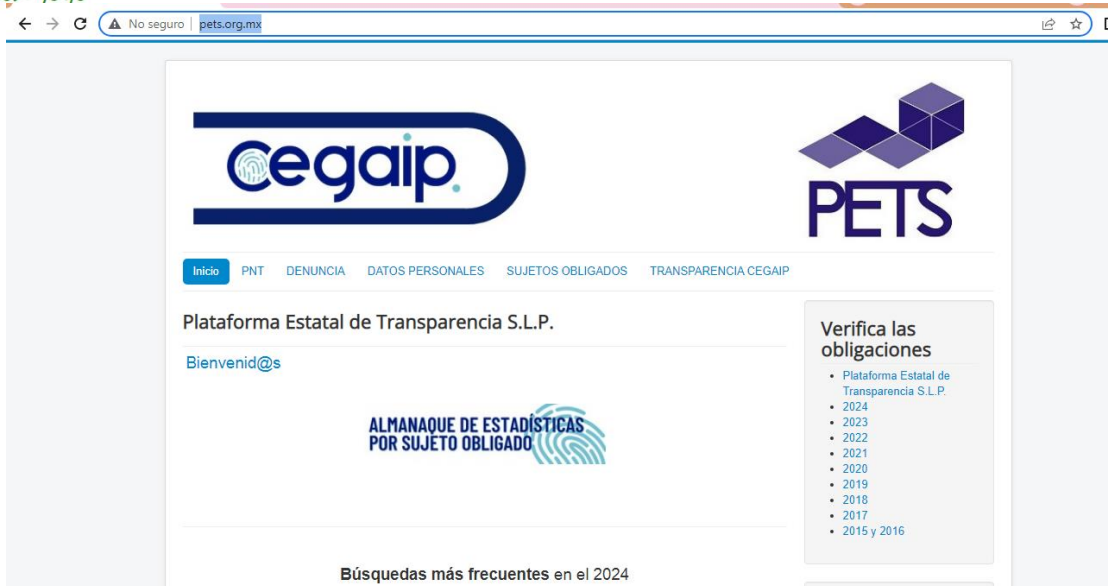 No seguro | pets.org.mx
cegaip.
PETS
Inicio PNT DENUNCIA DATOS PERSONALES SUJETOS OBLIGADOS TRANSPARENCIA CEGAIP
Plataforma Estatal de Transparencia S.L.P.
Bienvenid@s
ALMANAQUE DE ESTADÍSTICAS
POR SUJETO OBLIGADO
Búsquedas más frecuentes en el 2024
Verifica las
obligaciones
Plataforma Estatal de
Transparencia S.L.P.
2024
2023
2022
2021
2020
2019
2018
2017
2015 y 2016